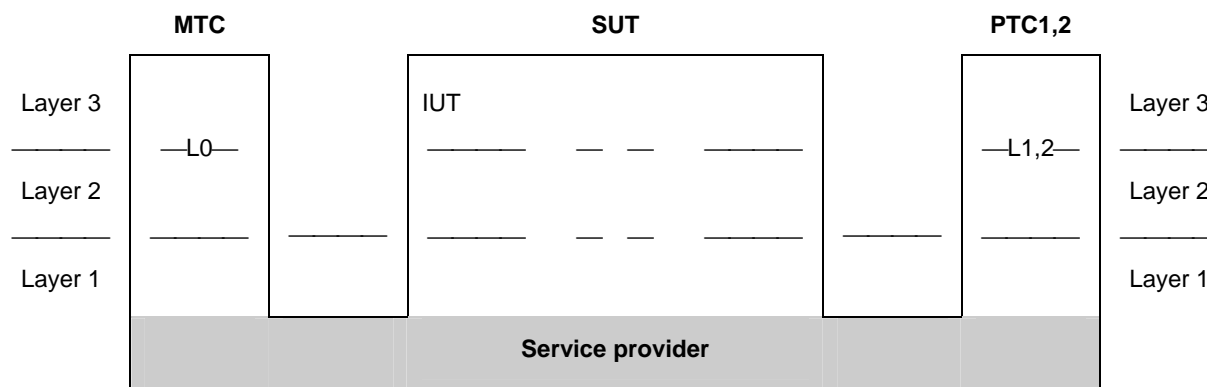 MTC SUT PTC1,2
Layer 3 IUT Layer 3
L0 L1,2
Layer 2 Layer 2
Layer 1 Layer 1
Service provider